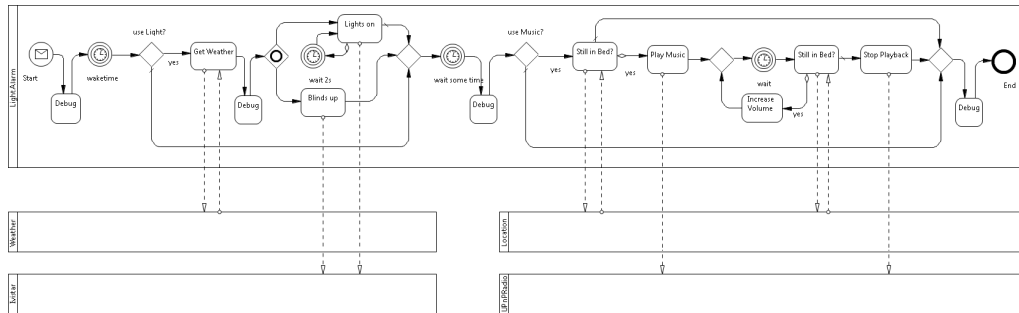 LightAlarm
Start
Debug
waketime
use Light?
yes
Get Weather
Debug
Lights on
wait 2s
Blinds up
wait some time
Debug
use Music?
yes
Still in Bed?
yes
Play Music
wait
Increase
Volume
Still in Bed?
yes
Stop Playback
Debug
End
Weather
Location
Ivistar
UPnPRadio